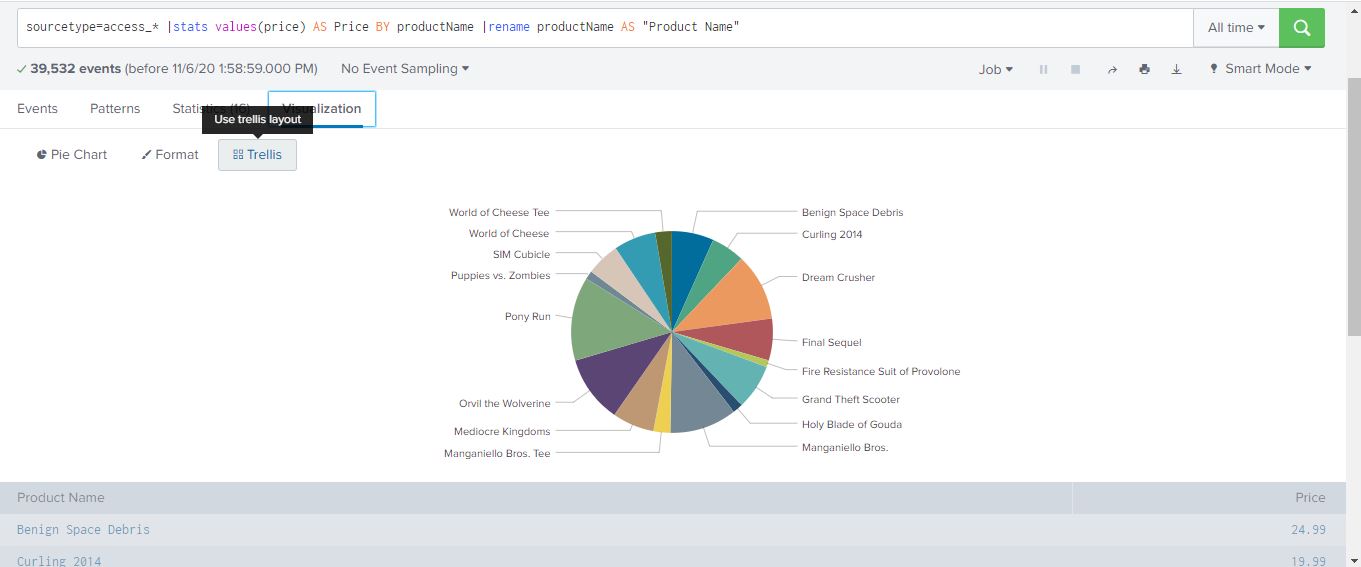 sourcetype=access_* |stats values(price) AS Price BY productName |rename productName AS "Product Name"
All time
39,532 events (before 11/6/20 1:58:59.000 PM)
No Event Sampling
Job
Smart Mode
Events
Patterns
Statistics (16)
Visualization
Use trellis layout
Pie Chart
Format
Trellis
World of Cheese Tee
World of Cheese
SIM Cubicle
Puppies vs. Zombies
Pony Run
Orvil the Wolverine
Mediocre Kingdoms
Manganiello Bros. Tee
Benign Space Debris
Curling 2014
Dream Crusher
Final Sequel
Fire Resistance Suit of Provolone
Grand Theft Scooter
Holy Blade of Gouda
Manganiello Bros.
Product Name Price
Benign Space Debris 24.99
Curling 2014 19.99